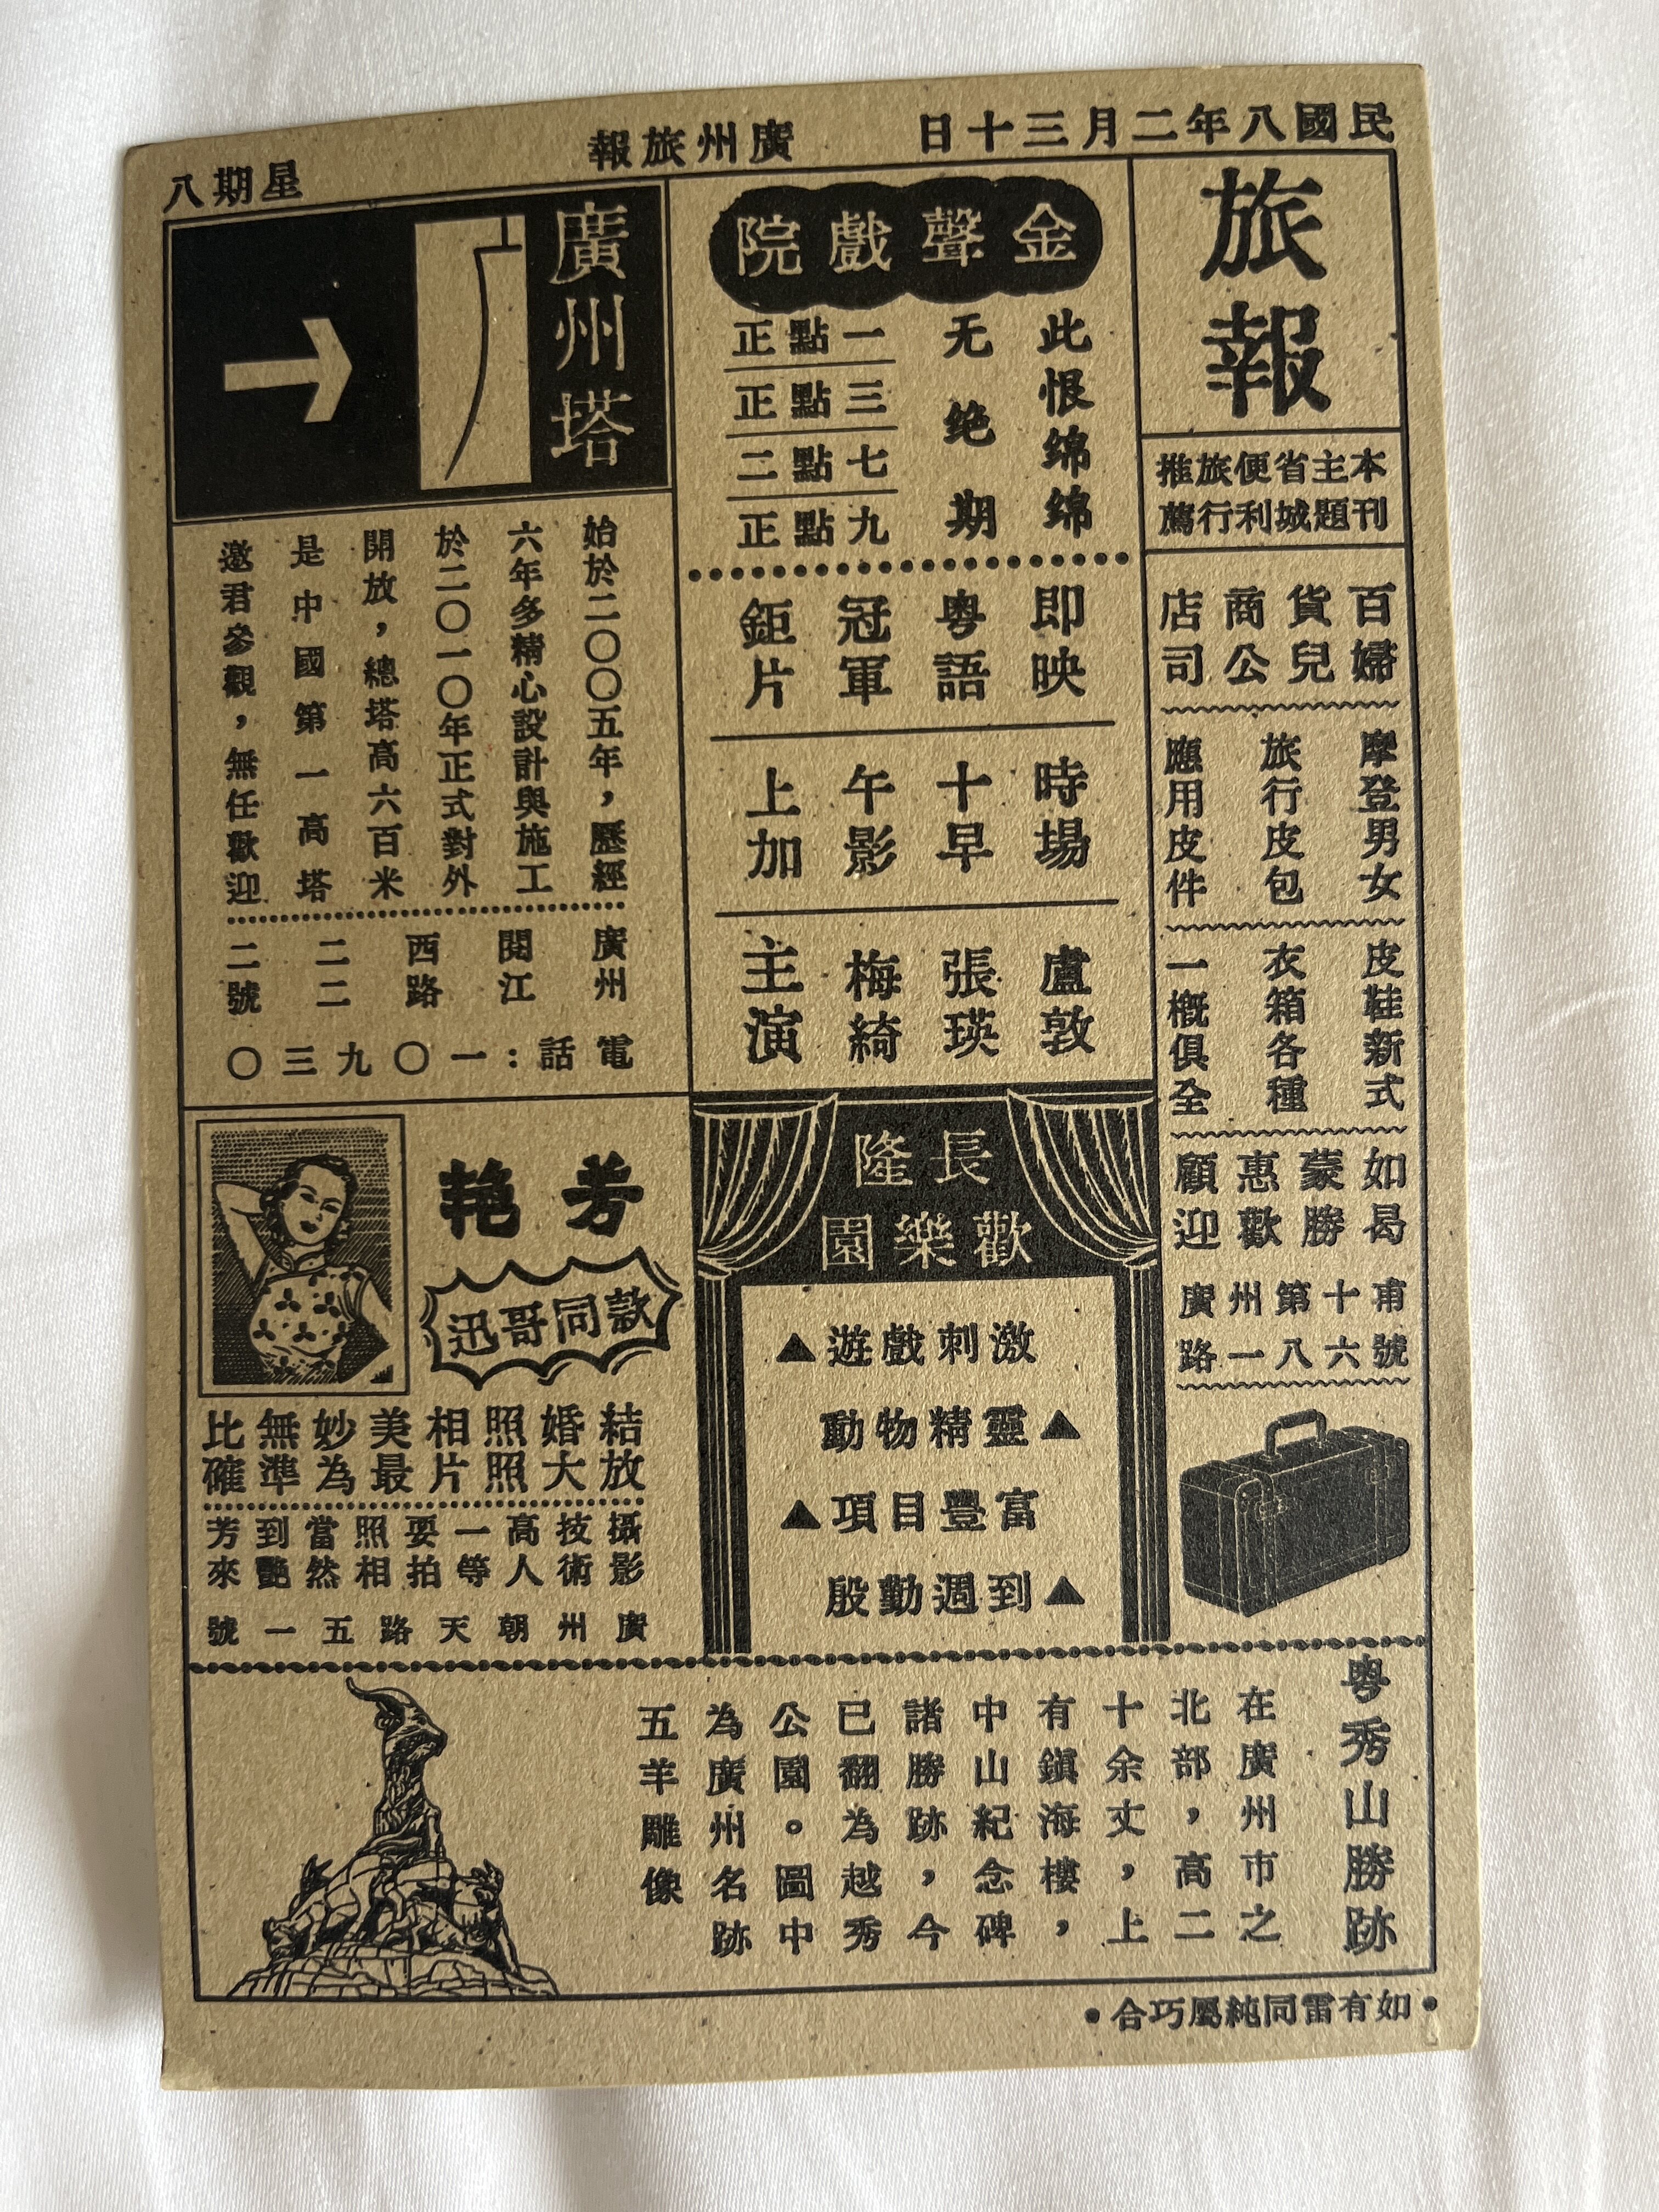 民國八年二月三十日
廣州旅報
星期八
旅報
本刊
主題
省城
便利
旅行
推薦
百貨商店
婦兒公司
摩登男女
旅行皮包
應用皮件
皮鞋新式
衣箱各種
一概俱全
如蒙惠顧
曷勝歡迎
廣州第十甫
路一八六號
金聲戲院
此恨绵绵
无绝期
一點正
三點正
七點二
九點正
即映
粵語
冠軍
鉅片
時場
十早
午影
上加
盧敦
張瑛
梅綺
主演
廣州塔
始於二〇〇五年，歷經
六年多精心設計與施工
於二〇一〇年正式對外
開放，總塔高六百米
是中國第一高塔
邀君參觀，無任歡迎
廣州
閱江
西路
二二
二號
電話：一〇九三〇
長隆
歡樂園
▲遊戲刺激
動物精靈▲
▲項目豐富
殷勤週到▲
芳艳
迅哥同款
結婚照相美妙無比
放大照片最為準確
攝影
技術
高人
一等
要拍
照相
當然
到艷
芳來
廣州朝天路五一號
粵秀山勝跡
在廣州市之
北部，高二
十余丈，上
有鎮海樓，
中山紀念碑
諸勝跡，今
已翻為越秀
公園。圖中
為廣州名跡
五羊雕像
•如有雷同純屬巧合•